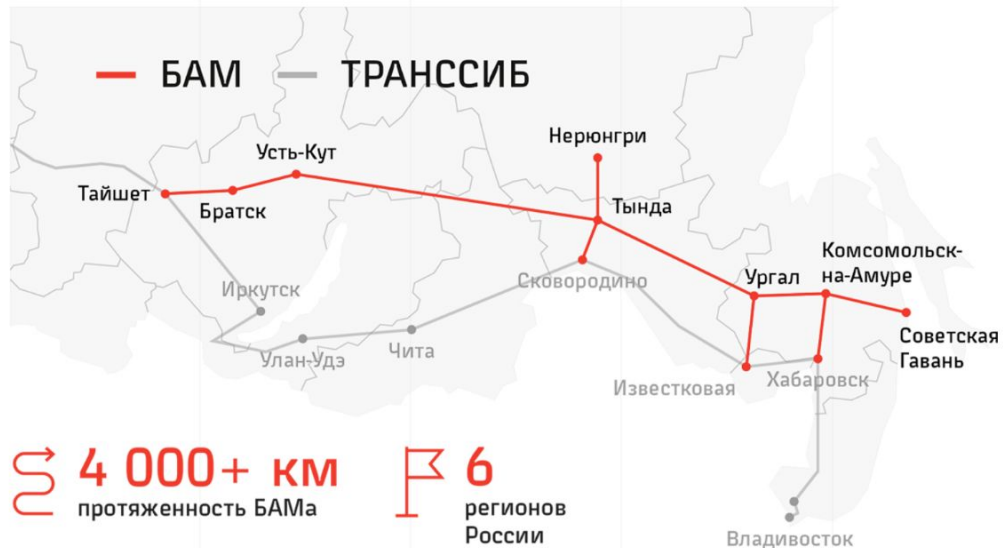 БАМ
ТРАНССИБ
Нерюнгри
Усть-Кут
Тайшет
Братск
Тында
Комсомольск-
на-Амуре
Сковородино
Ургал
Иркутск
Советская
Гавань
Улан-Удэ
Чита
Известковая
Хабаровск
4 000+ км
протяженность БАМа
6
регионов
России
Владивосток